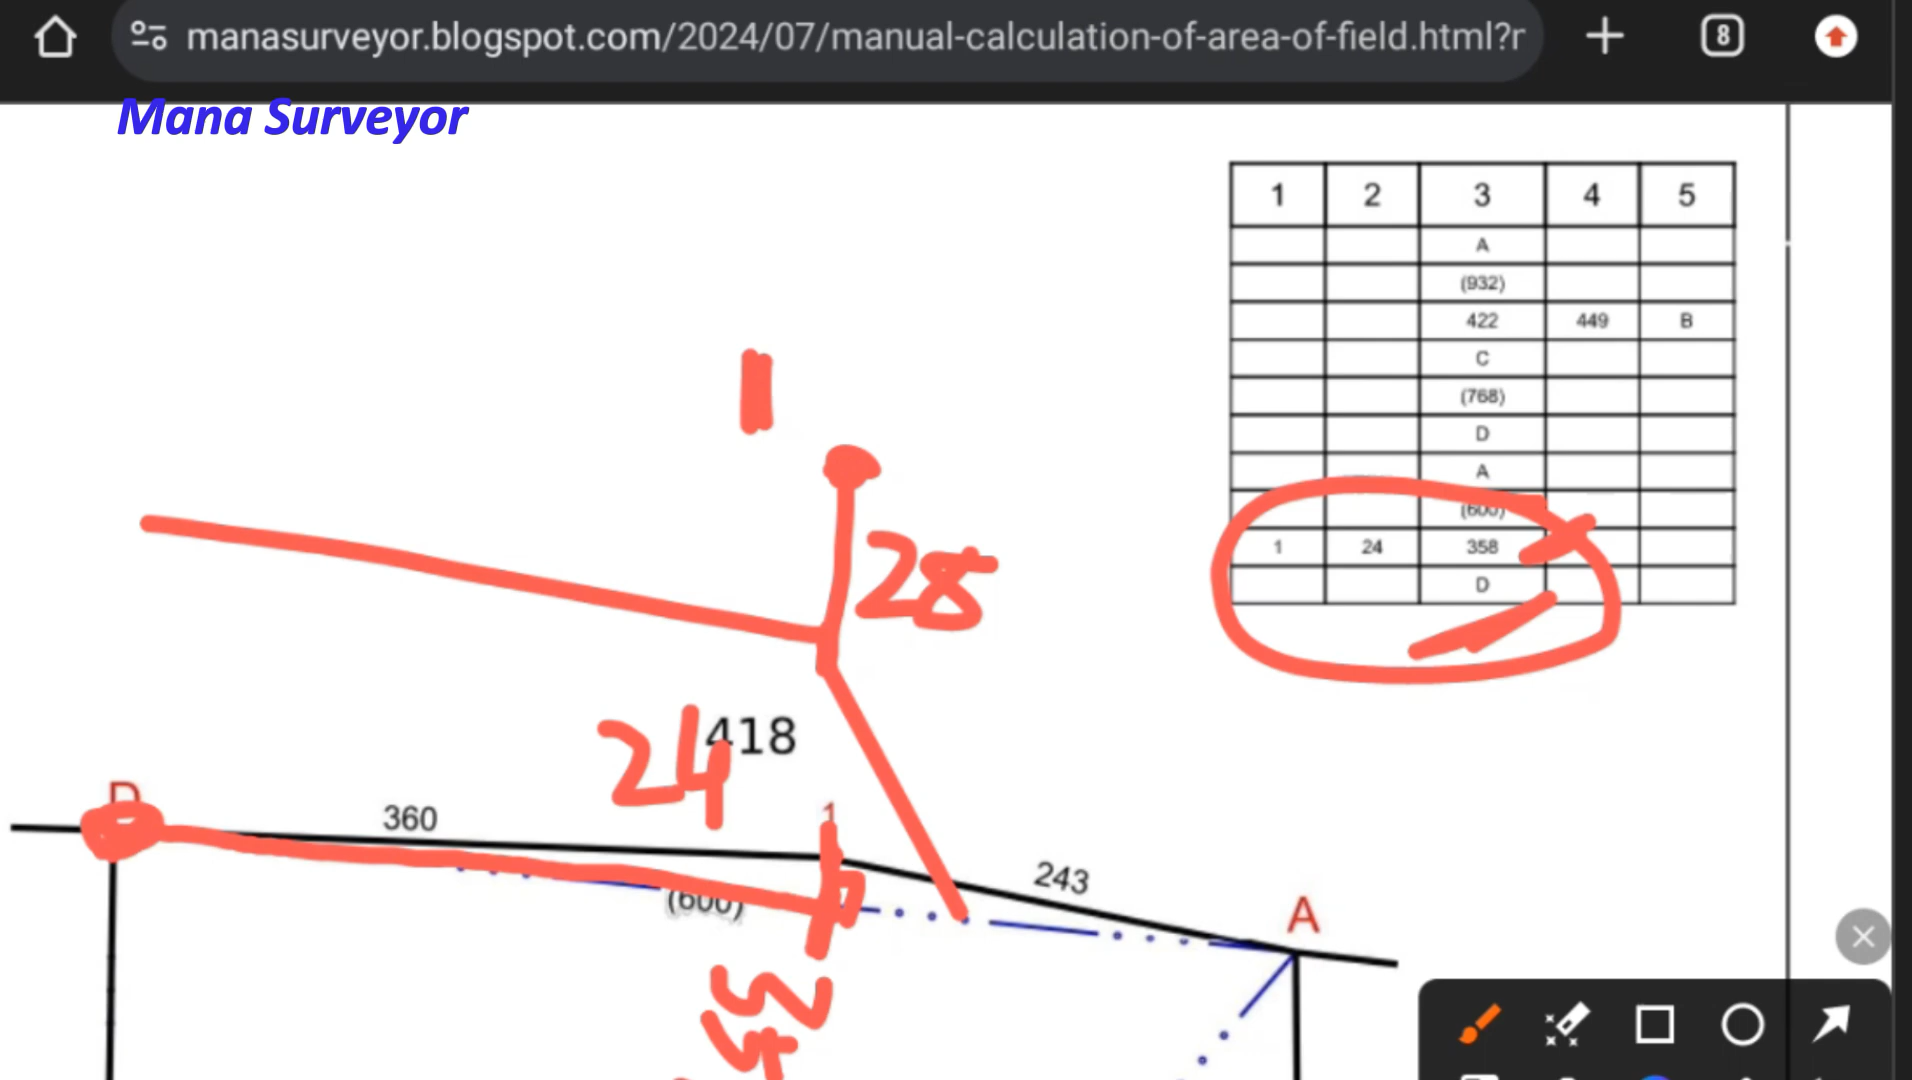 manasurveyor.blogspot.com/2024/07/manual-calculation-of-area-of-field.html?r
8
Mana Surveyor
1 2 3 4 5
A
(932)
422 449 B
C
(768)
D
A
(600)
1 24 358
D
1
28
24
418
D
360
1
243
(600)
A